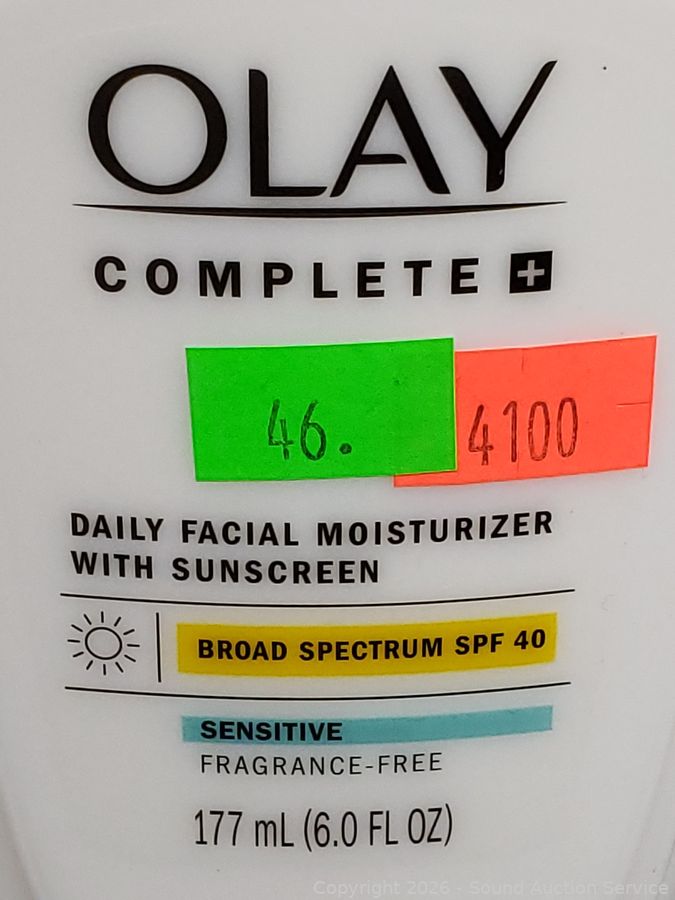 OLAY
COMPLETE +
46. 4100
DAILY FACIAL MOISTURIZER
WITH SUNSCREEN
BROAD SPECTRUM SPF 40
SENSITIVE
FRAGRANCE-FREE
177 mL (6.0 FL OZ)
Copyright 2026 - Sound Auction Service